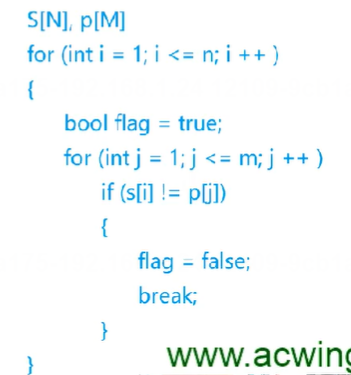 S[N], p[M]
for (int i = 1; i <= n; i ++ )
{
bool flag = true;
for (int j = 1; j <= m; j ++ )
if (s[i] != p[j])
{
flag = false;
break;
}
}
www.acwing